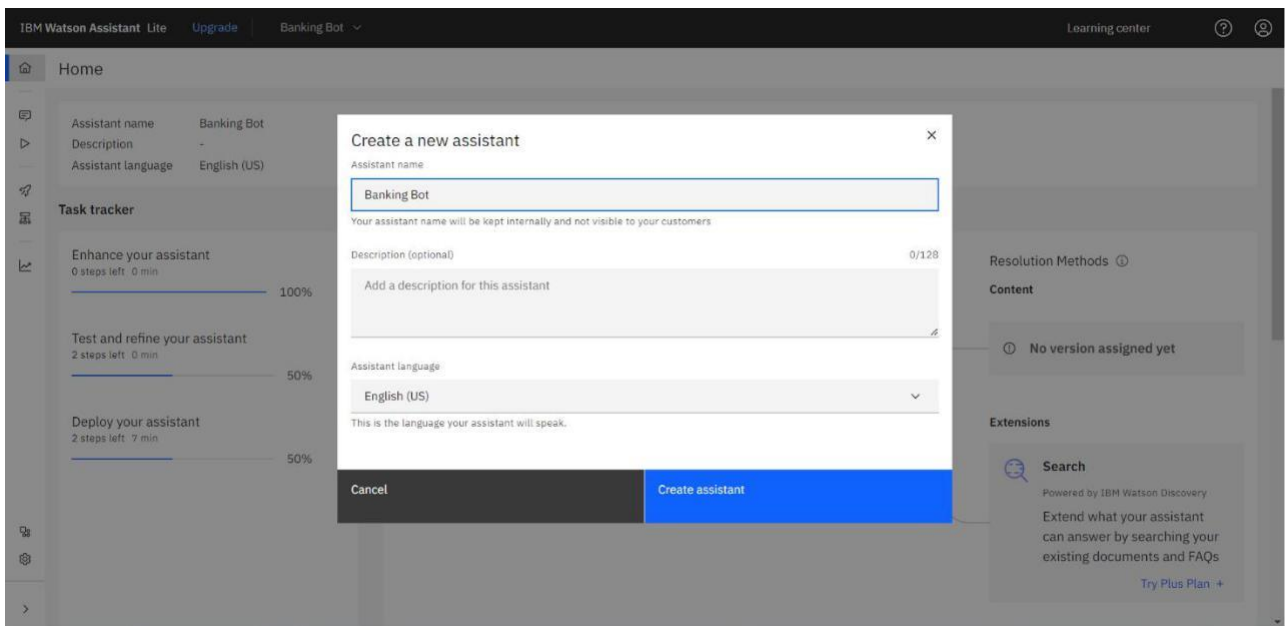 IBM Watson Assistant Lite Upgrade Banking Bot Learning center
Home
Assistant name Banking Bot
Description -
Assistant language English (US)
Task tracker
Enhance your assistant
0 steps left 0 min
100%
Test and refine your assistant
2 steps left 0 min
50%
Deploy your assistant
2 steps left 7 min
50%
Create a new assistant
Assistant name
Banking Bot
Your assistant name will be kept internally and not visible to your customers
Description (optional) 0/128
Add a description for this assistant
Assistant language
English (US)
This is the language your assistant will speak.
Cancel Create assistant
Resolution Methods
Content
No version assigned yet
Extensions
Search
Powered by IBM Watson Discovery
Extend what your assistant
can answer by searching your
existing documents and FAQs
Try Plus Plan +